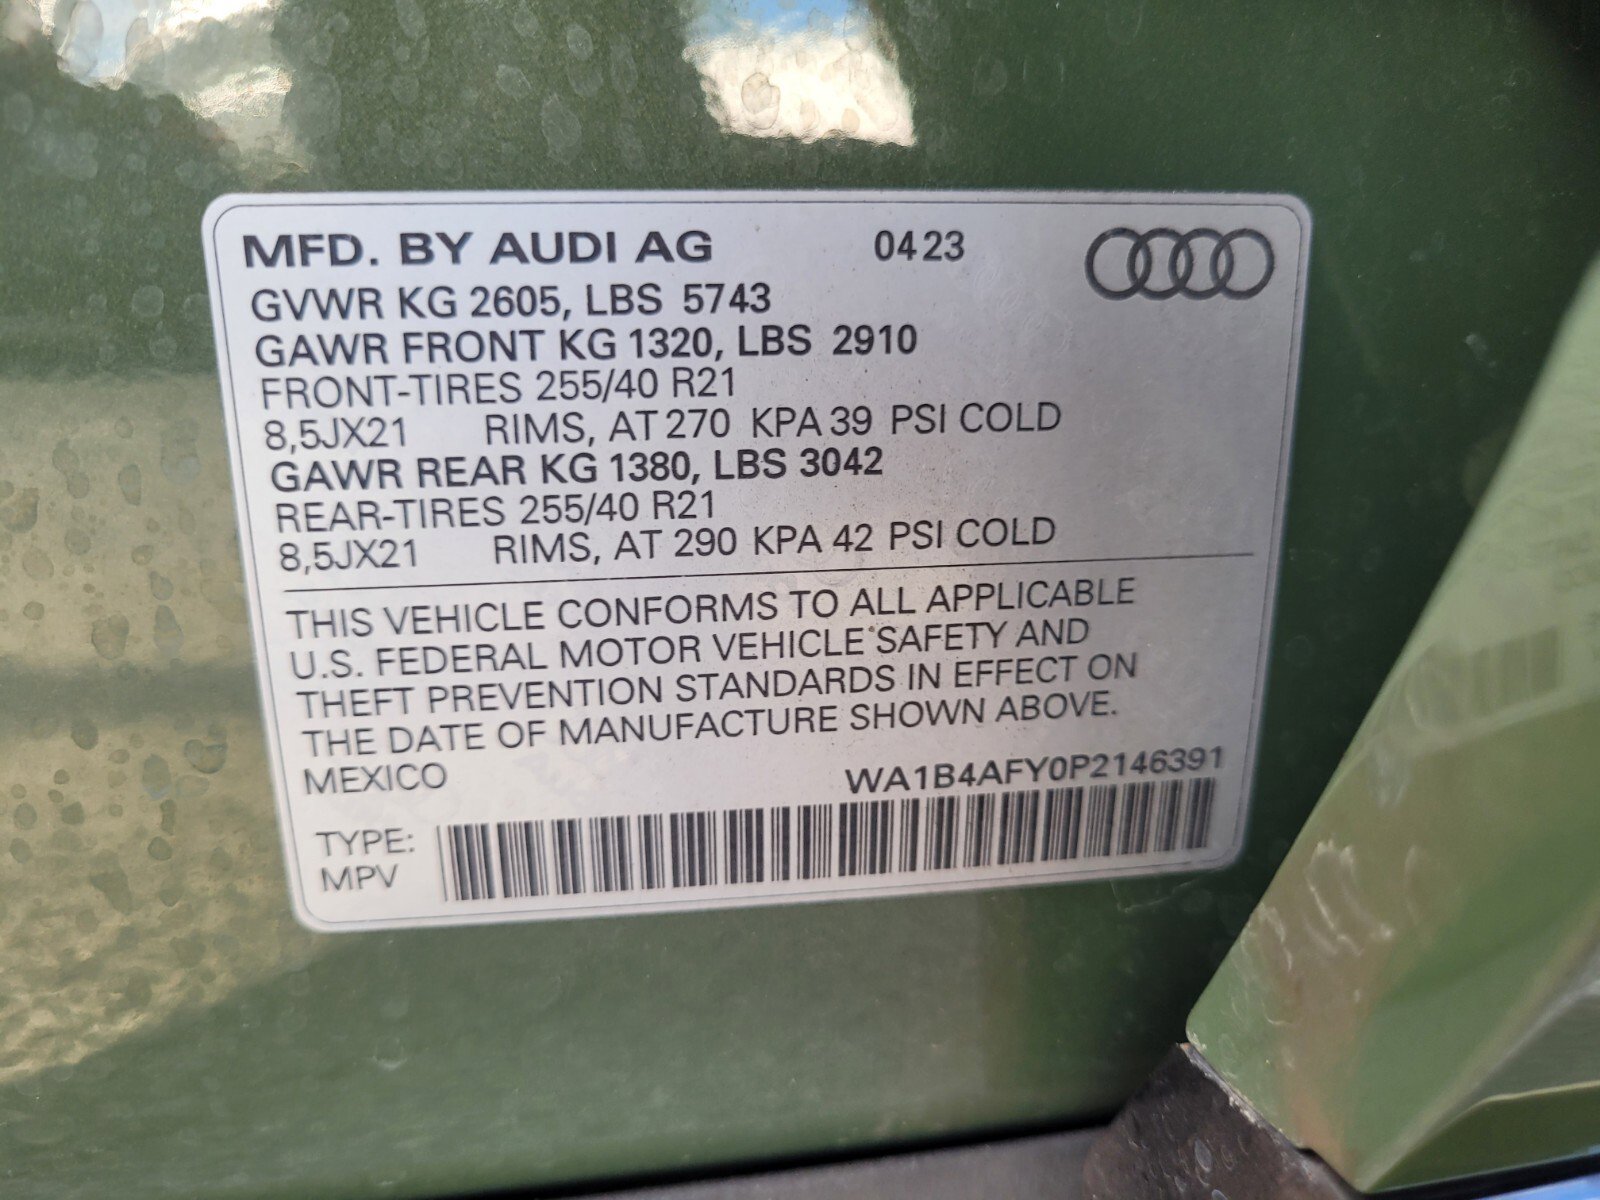 MFD. BY AUDI AG 0423
GVWR KG 2605, LBS 5743
GAWR FRONT KG 1320, LBS 2910
FRONT-TIRES 255/40 R21
8,5JX21 RIMS, AT 270 KPA 39 PSI COLD
GAWR REAR KG 1380, LBS 3042
REAR-TIRES 255/40 R21
8,5JX21 RIMS, AT 290 KPA 42 PSI COLD
THIS VEHICLE CONFORMS TO ALL APPLICABLE
U.S. FEDERAL MOTOR VEHICLE SAFETY AND
THEFT PREVENTION STANDARDS IN EFFECT ON
THE DATE OF MANUFACTURE SHOWN ABOVE.
MEXICO WA1B4AFY0P2146391
TYPE:
MPV